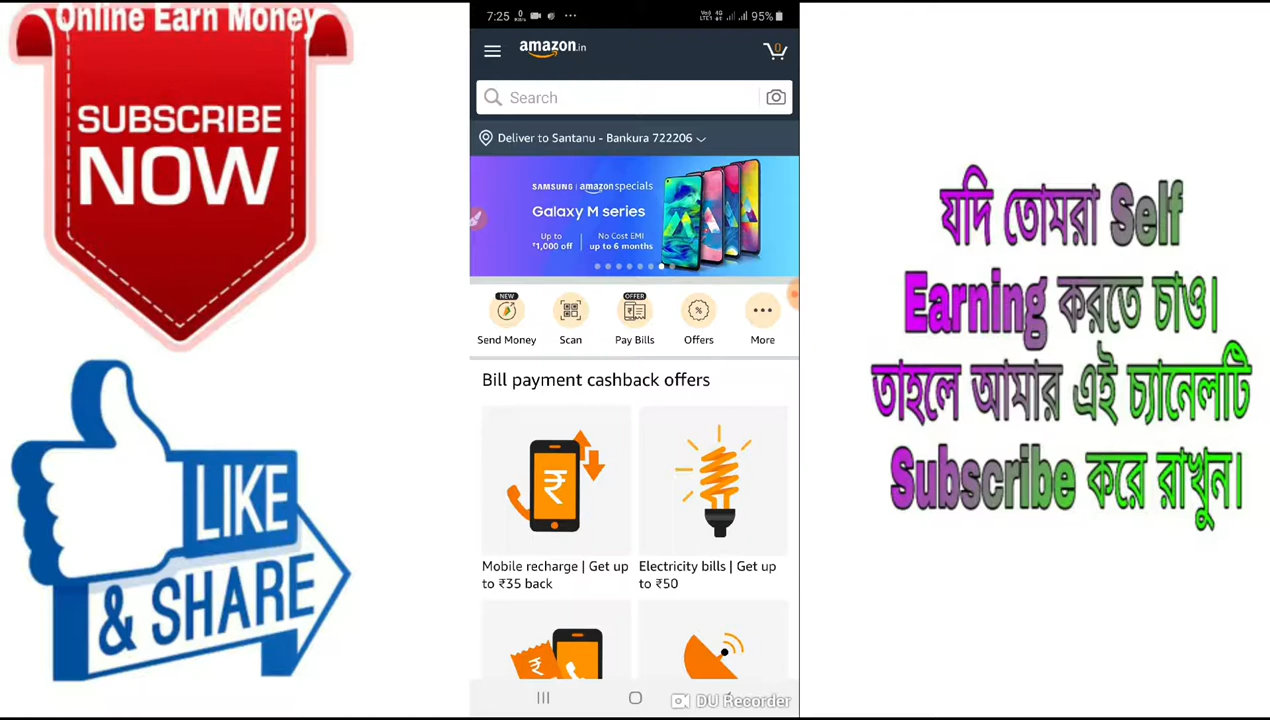 Online Earn Money
SUBSCRIBE
NOW
LIKE
& SHARE
7:25
95%
amazon.in
0
Search
Deliver to Santanu - Bankura 722206
SAMSUNG | amazonspecials
Galaxy M series
Up to ₹1,000 off
No Cost EMI up to 6 months
NEW
OFFER
Send Money
Scan
Pay Bills
Offers
More
Bill payment cashback offers
Mobile recharge | Get up
to ₹35 back
Electricity bills | Get up
to ₹50
DU Recorder
যদি তোমরা Self
Earning করতে চাও।
তাহলে আমার এই চ্যানেলটি
Subscribe করে রাখুন।